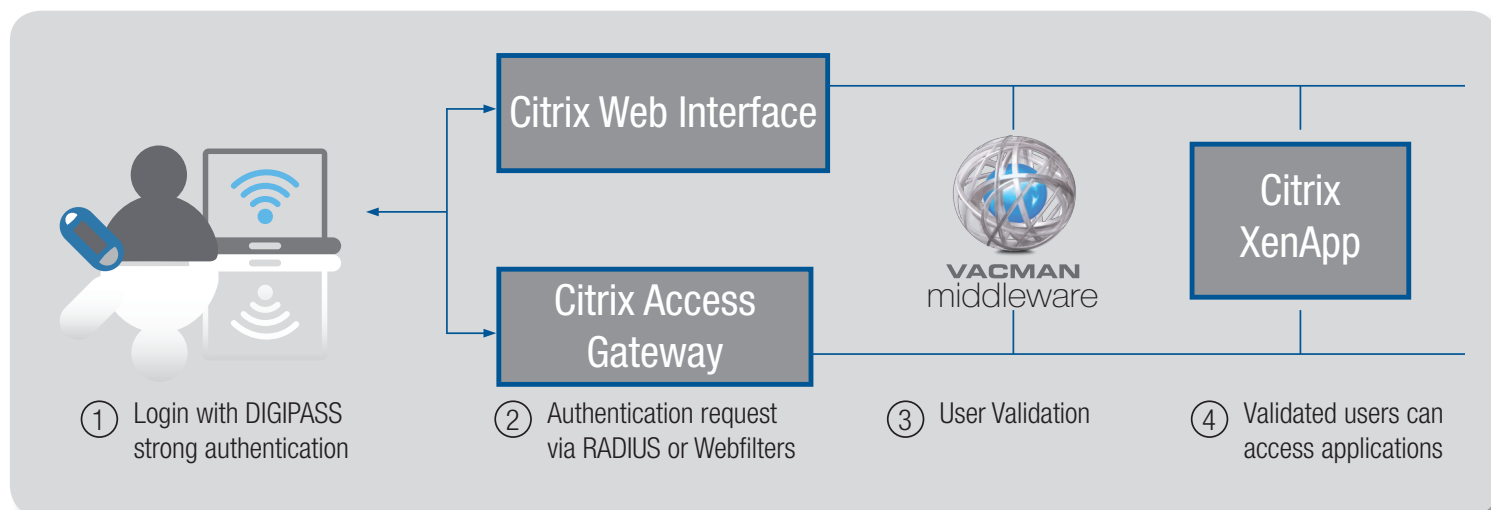 Citrix Web Interface
Citrix Access
Gateway
VACMAN
middleware
Citrix
XenApp
1 Login with DIGIPASS
strong authentication
2 Authentication request
via RADIUS or Webfilters
3 User Validation
4 Validated users can
access applications